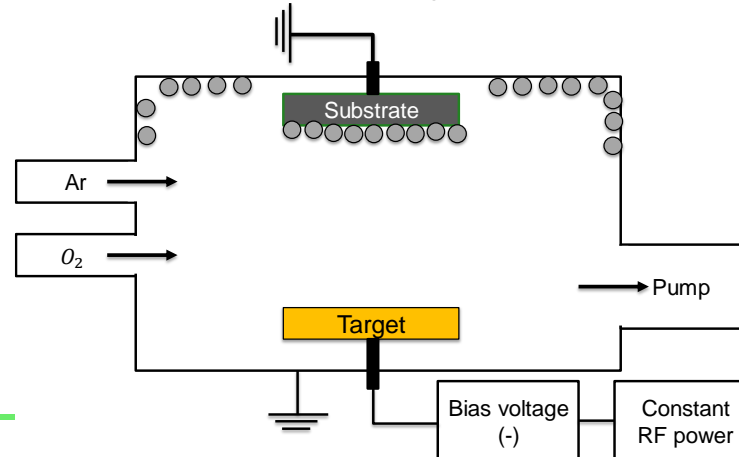 Substrate
Ar
O₂
Pump
Target
Bias voltage
(-)
Constant
RF power